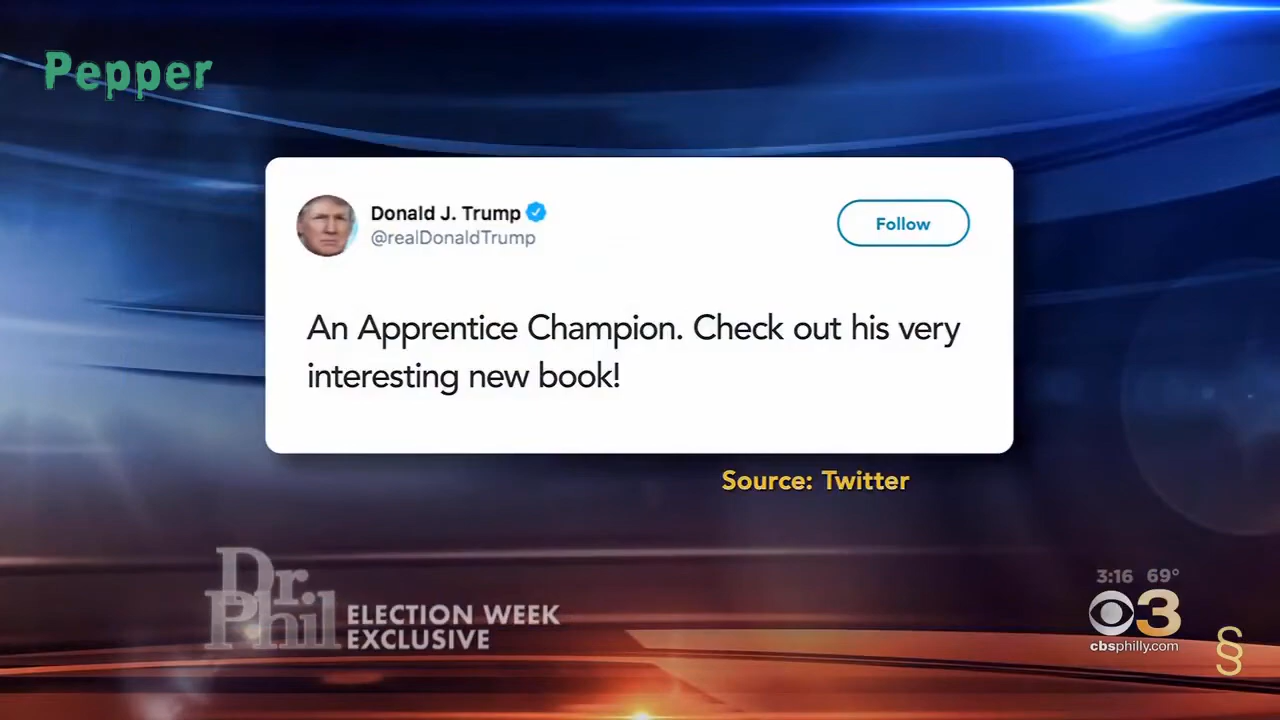 Pepper
Donald J. Trump
@realDonaldTrump
Follow
An Apprentice Champion. Check out his very
interesting new book!
Source: Twitter
Dr.
Phil
ELECTION WEEK
EXCLUSIVE
3:16 69°
3
cbsphilly.com
§